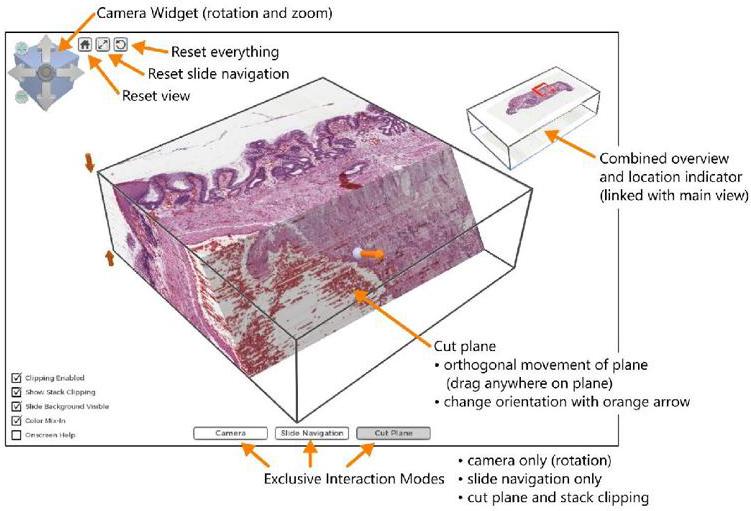 Camera Widget (rotation and zoom)
Reset everything
Reset slide navigation
Reset view
Combined overview
and location indicator
(linked with main view)
Cut plane
• orthogonal movement of plane
(drag anywhere on plane)
• change orientation with orange arrow
Clipping Enabled
Show Stack Clipping
Slide Background Visible
Color Mix-In
Onscreen Help
Camera
Slide Navigation
Cut Plane
Exclusive Interaction Modes
• camera only (rotation)
• slide navigation only
• cut plane and stack clipping